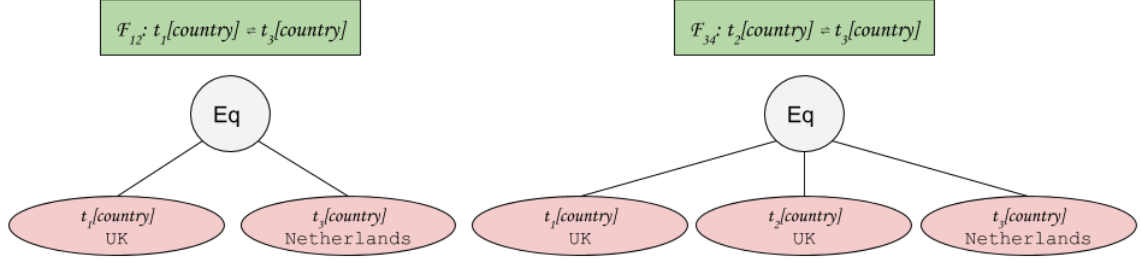 F12: t1[country] ⇌ t3[country]
Eq
t1[country]
UK
t3[country]
Netherlands
F34: t2[country] ⇌ t3[country]
Eq
t1[country]
UK
t2[country]
UK
t3[country]
Netherlands